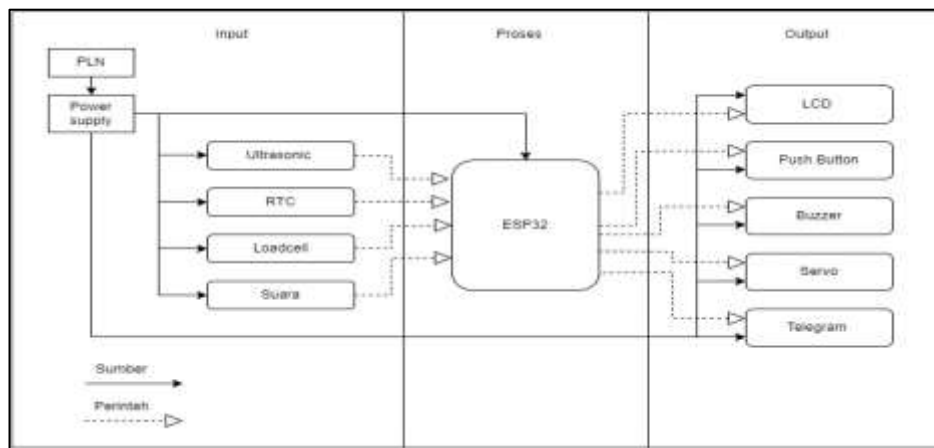 Input
Proses
Output
PLN
Power
supply
Ultrasonic
RTC
Loadcell
Suara
ESP32
LCD
Push Button
Buzzer
Servo
Telegram
Sumber
Perintah